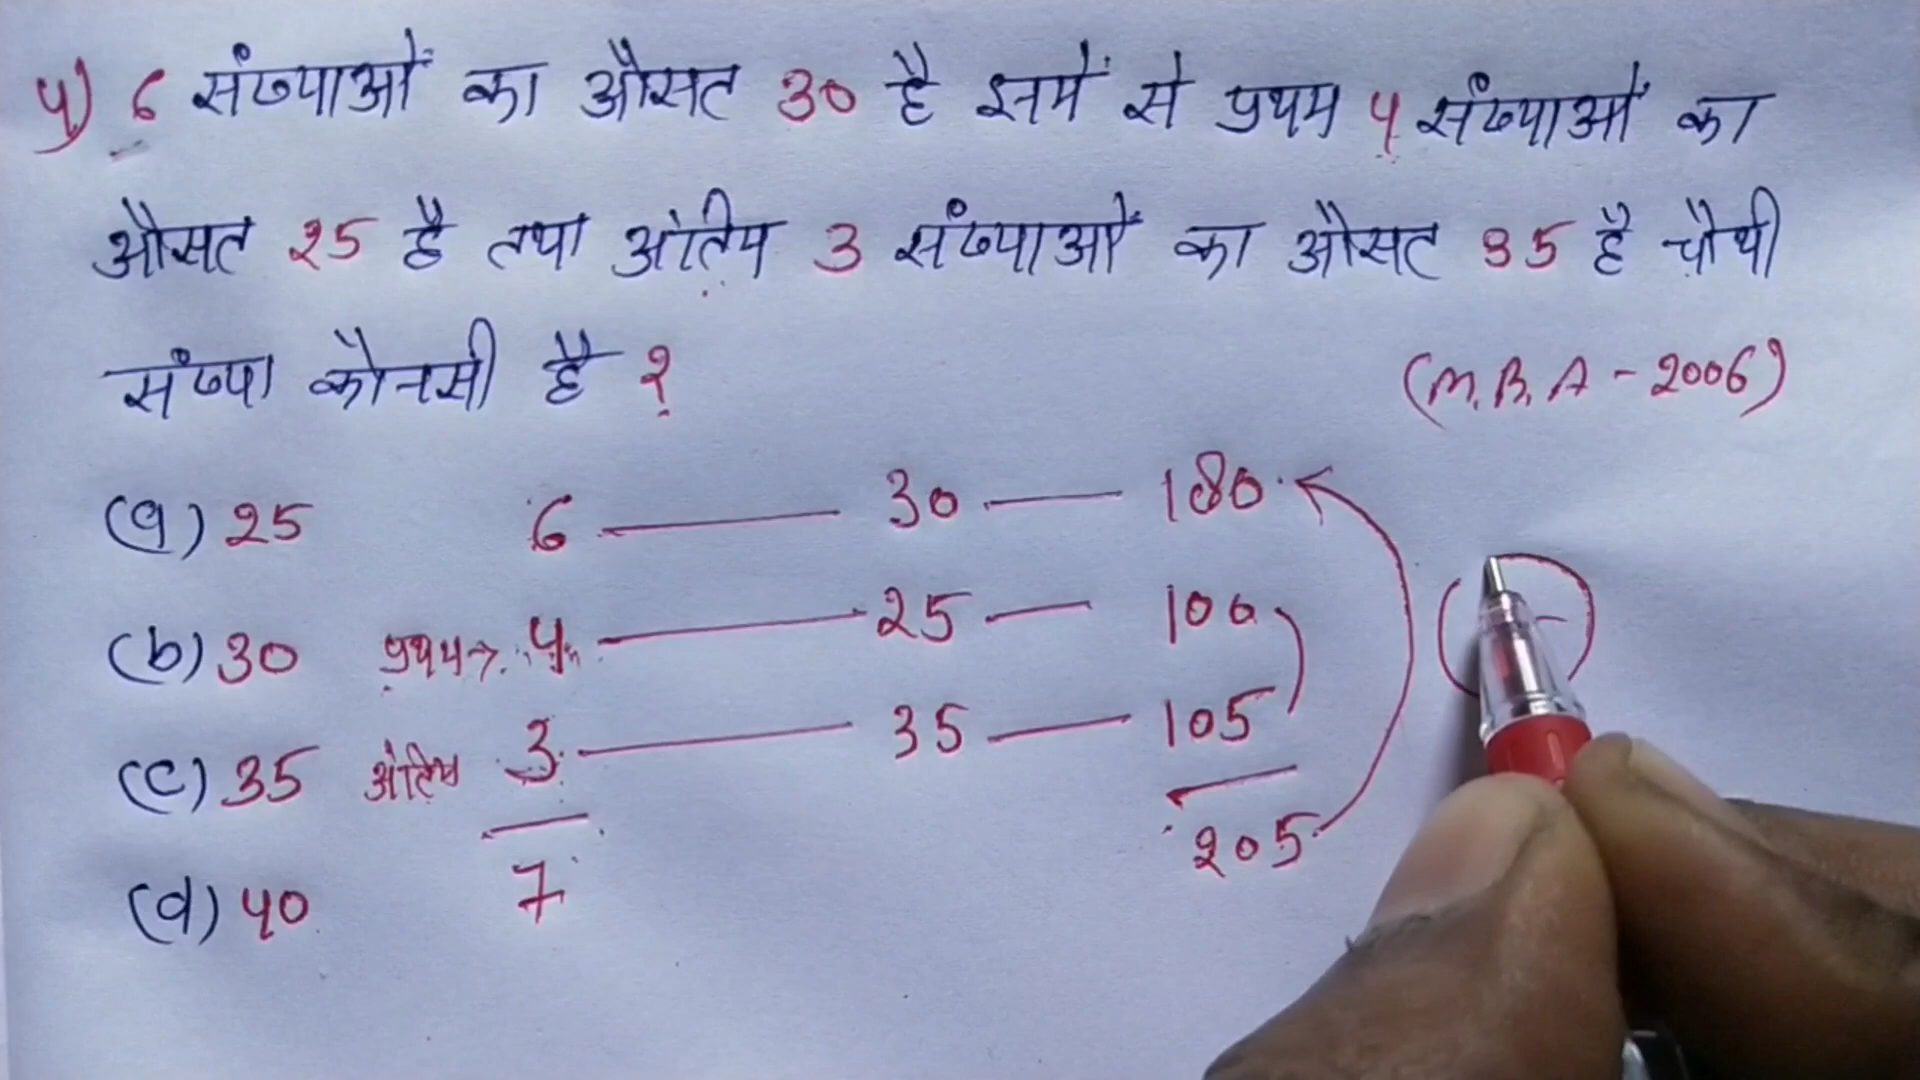 4) 6 संख्याओं का औसत 30 है इनमें से प्रथम 4 संख्याओं का
औसत 25 है तथा अंतिम 3 संख्याओं का औसत 35 है चौथी
संख्या कौनसी है ?
(M.B.A - 2006)
(a) 25 6 — 30 — 180
(b) 30 प्रथम → 4 — 25 — 100
(c) 35 अंतिम 3 — 35 — 105
205
(d) 40 7